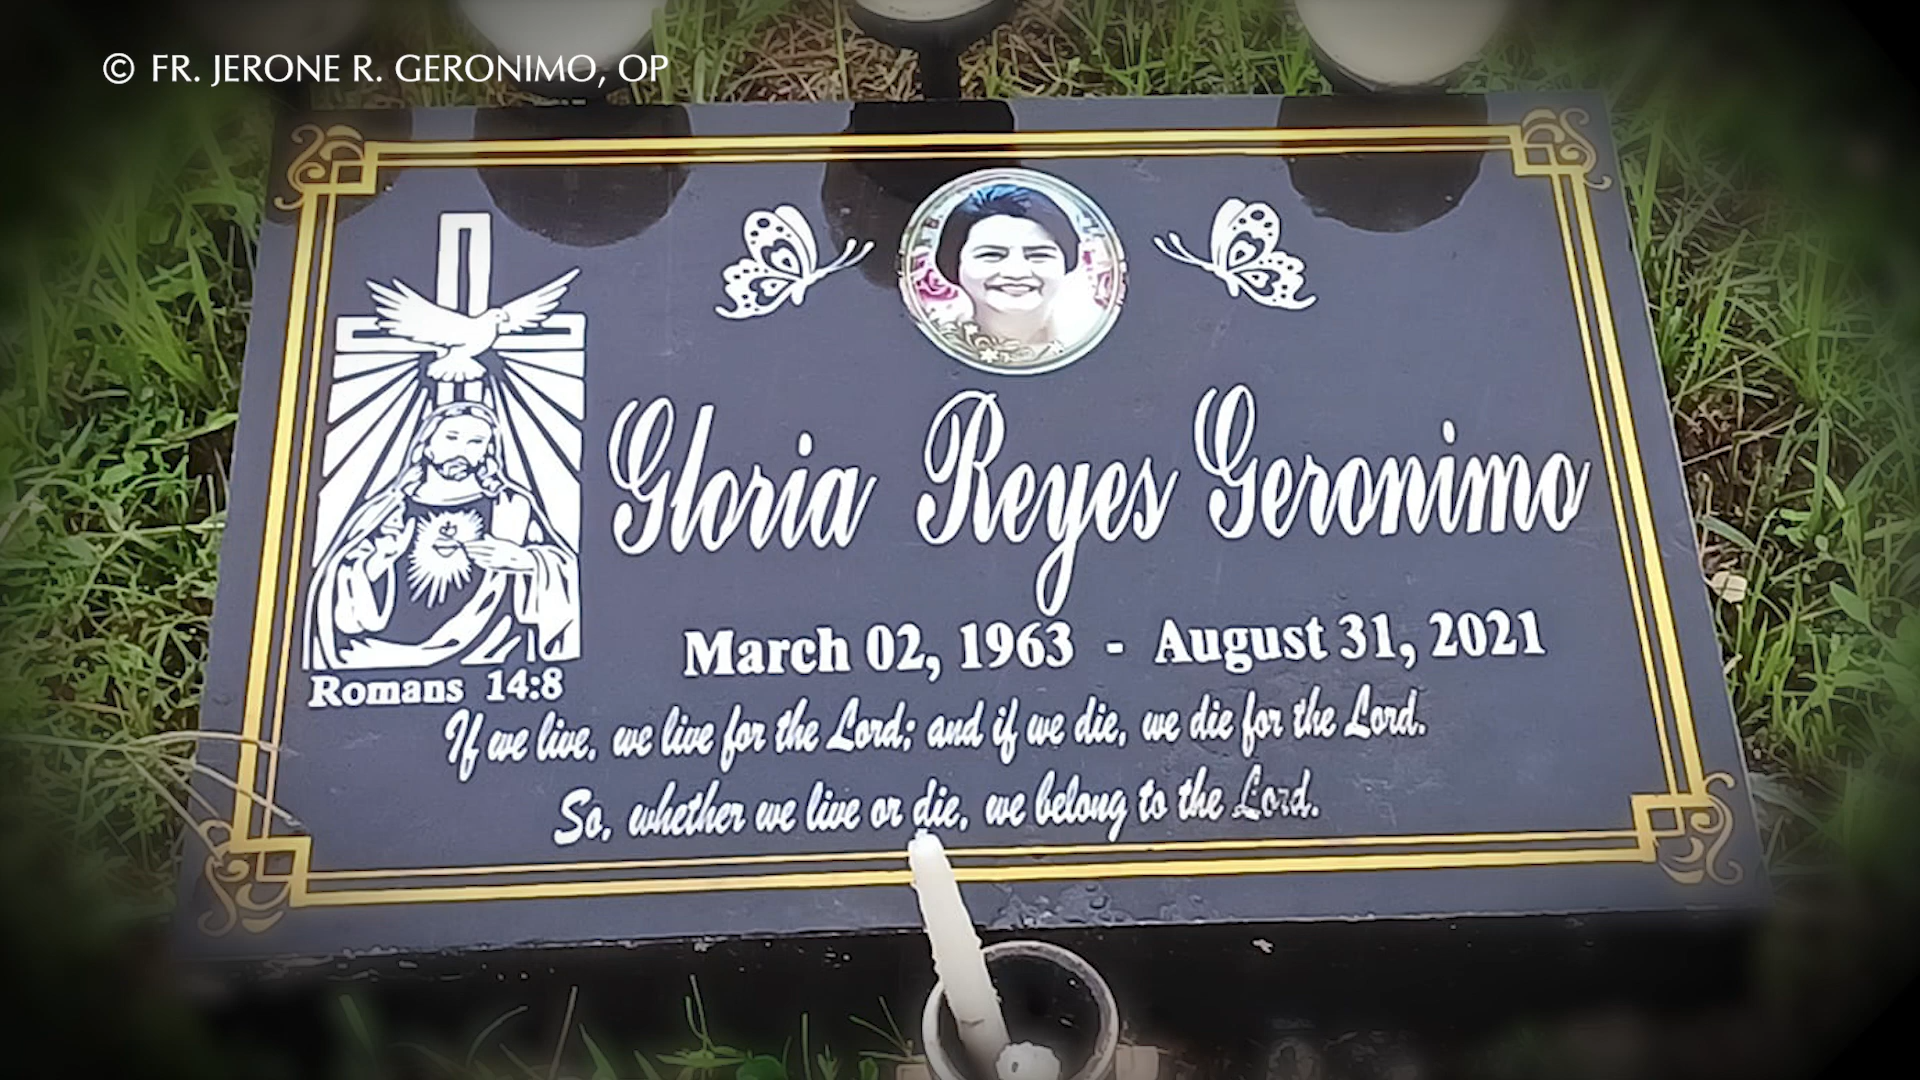 © FR. JERONE R. GERONIMO, OP
Gloria Reyes Geronimo
March 02, 1963 - August 31, 2021
Romans 14:8
If we live, we live for the Lord; and if we die, we die for the Lord.
So, whether we live or die, we belong to the Lord.